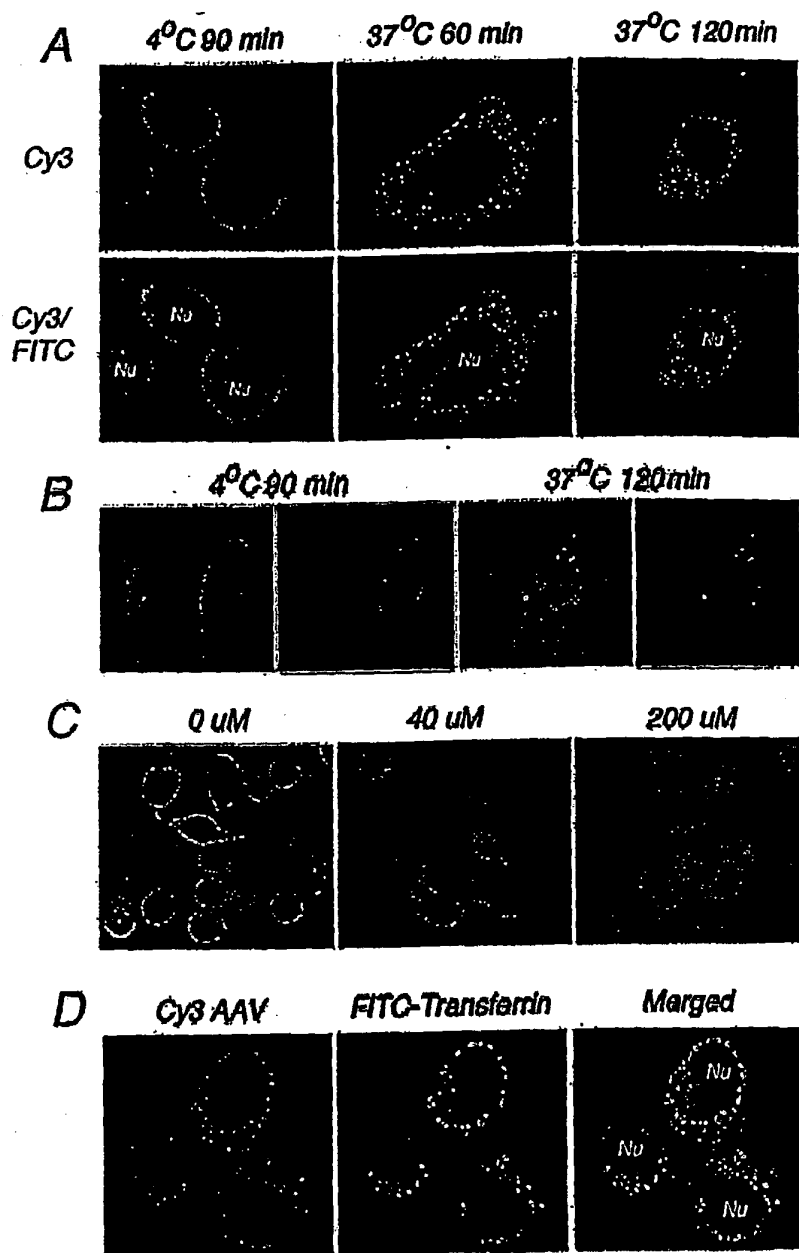 A
4°C 90 min 37°C 60 min 37°C 120min
Cy3
Cy3/
FITC
Nu Nu Nu Nu Nu
B
4°C 90 min 37°C 120min
C
0 uM 40 uM 200 uM
D
Cy3 AAV FITC-Transferrin Merged
Nu
Nu
Nu